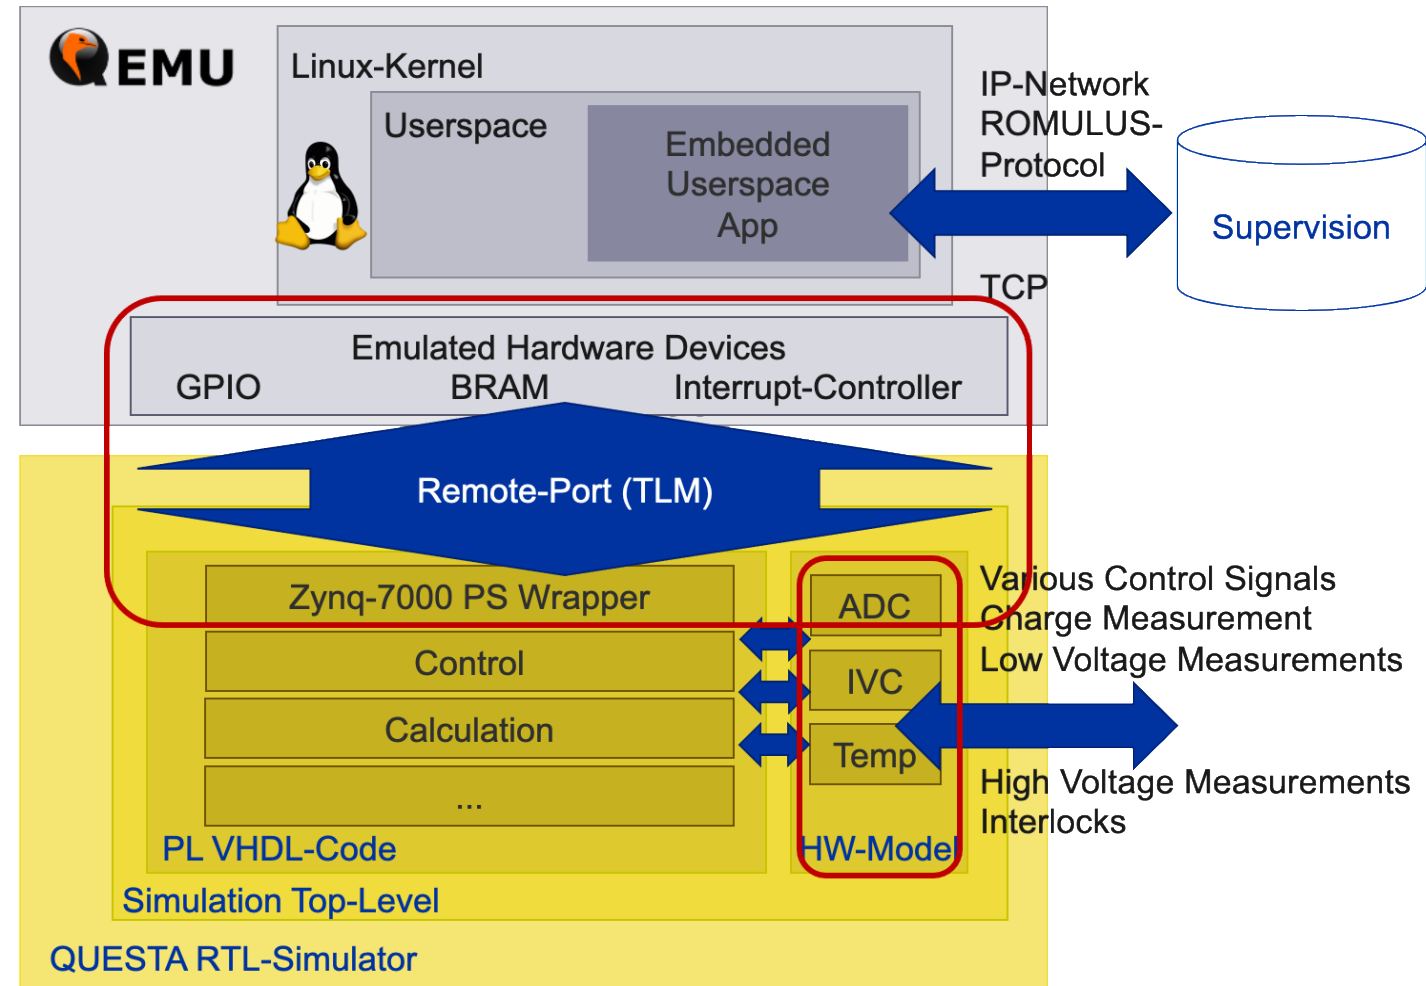 QEMU
Linux-Kernel
Userspace
Embedded
Userspace
App
IP-Network
ROMULUS-
Protocol
TCP
Supervision
Emulated Hardware Devices
GPIO
BRAM
Interrupt-Controller
Remote-Port (TLM)
Zynq-7000 PS Wrapper
Control
Calculation
...
PL VHDL-Code
ADC
IVC
Temp
HW-Model
Various Control Signals
Charge Measurement
Low Voltage Measurements
High Voltage Measurements
Interlocks
Simulation Top-Level
QUESTA RTL-Simulator